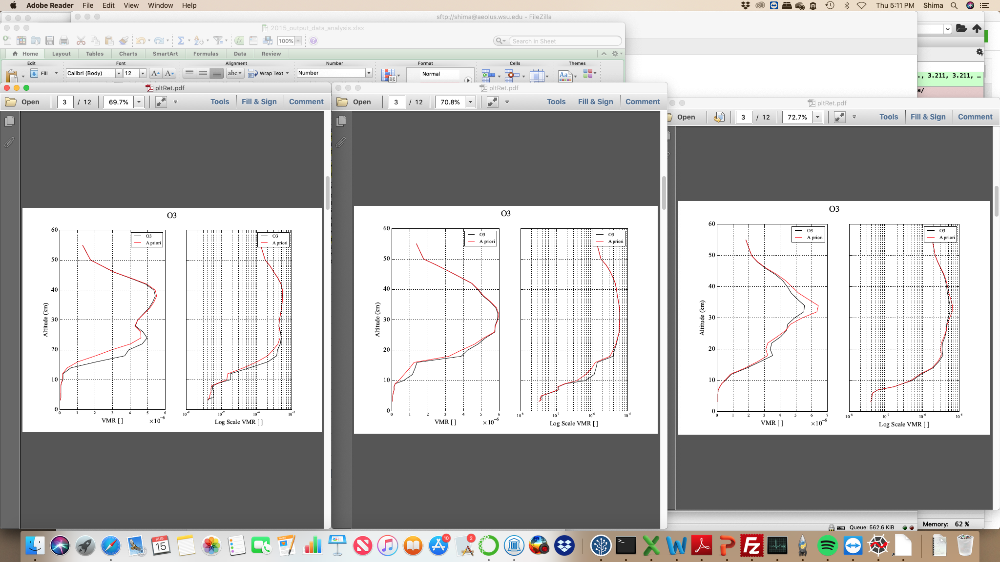 Adobe Reader File Edit View Window Help Thu 5:11 PM Shima
sftp://shima@aeolus.wsu.edu - FileZilla
2015_output_data_analysis.xlsx
100% Search in Sheet
Home Layout Tables Charts SmartArt Formulas Data Review
Edit Font Alignment Number Format Cells Themes
Fill Calibri (Body) 12 A A abc Wrap Text Number Normal Aa
., 3.211, 3.211, …
a/
pltRet.pdf
Open 3 / 12 69.7% Tools Fill & Sign Comment
O3
60
50
40
30
20
10
0
Altitude (km)
O3
A priori
0 1 2 3 4 5 6
VMR [ ] ×10⁻⁶
O3
A priori
10⁻⁸ 10⁻⁷ 10⁻⁶ 10⁻⁵
Log Scale VMR [ ]
pltRet.pdf
Open 3 / 12 70.8% Tools Fill & Sign Comment
O3
60
50
40
30
20
10
0
Altitude (km)
O3
A priori
0 1 2 3 4 5 6
VMR [ ] ×10⁻⁶
O3
A priori
10⁻⁸ 10⁻⁷ 10⁻⁶ 10⁻⁵
Log Scale VMR [ ]
pltRet.pdf
Open 3 / 12 72.7% Tools Fill & Sign Comment
O3
60
50
40
30
20
10
0
Altitude (km)
O3
A priori
0 1 2 3 4 5 6 7
VMR [ ] ×10⁻⁶
O3
A priori
10⁻⁸ 10⁻⁷ 10⁻⁶ 10⁻⁵
Log Scale VMR [ ]
Queue: 562.6 KiB Memory: 62 %
AUG
15
10
2